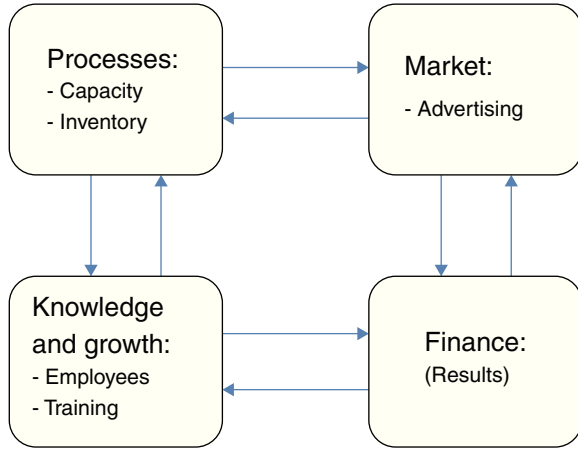 Processes:
- Capacity
- Inventory
Market:
- Advertising
Knowledge
and growth:
- Employees
- Training
Finance:
(Results)